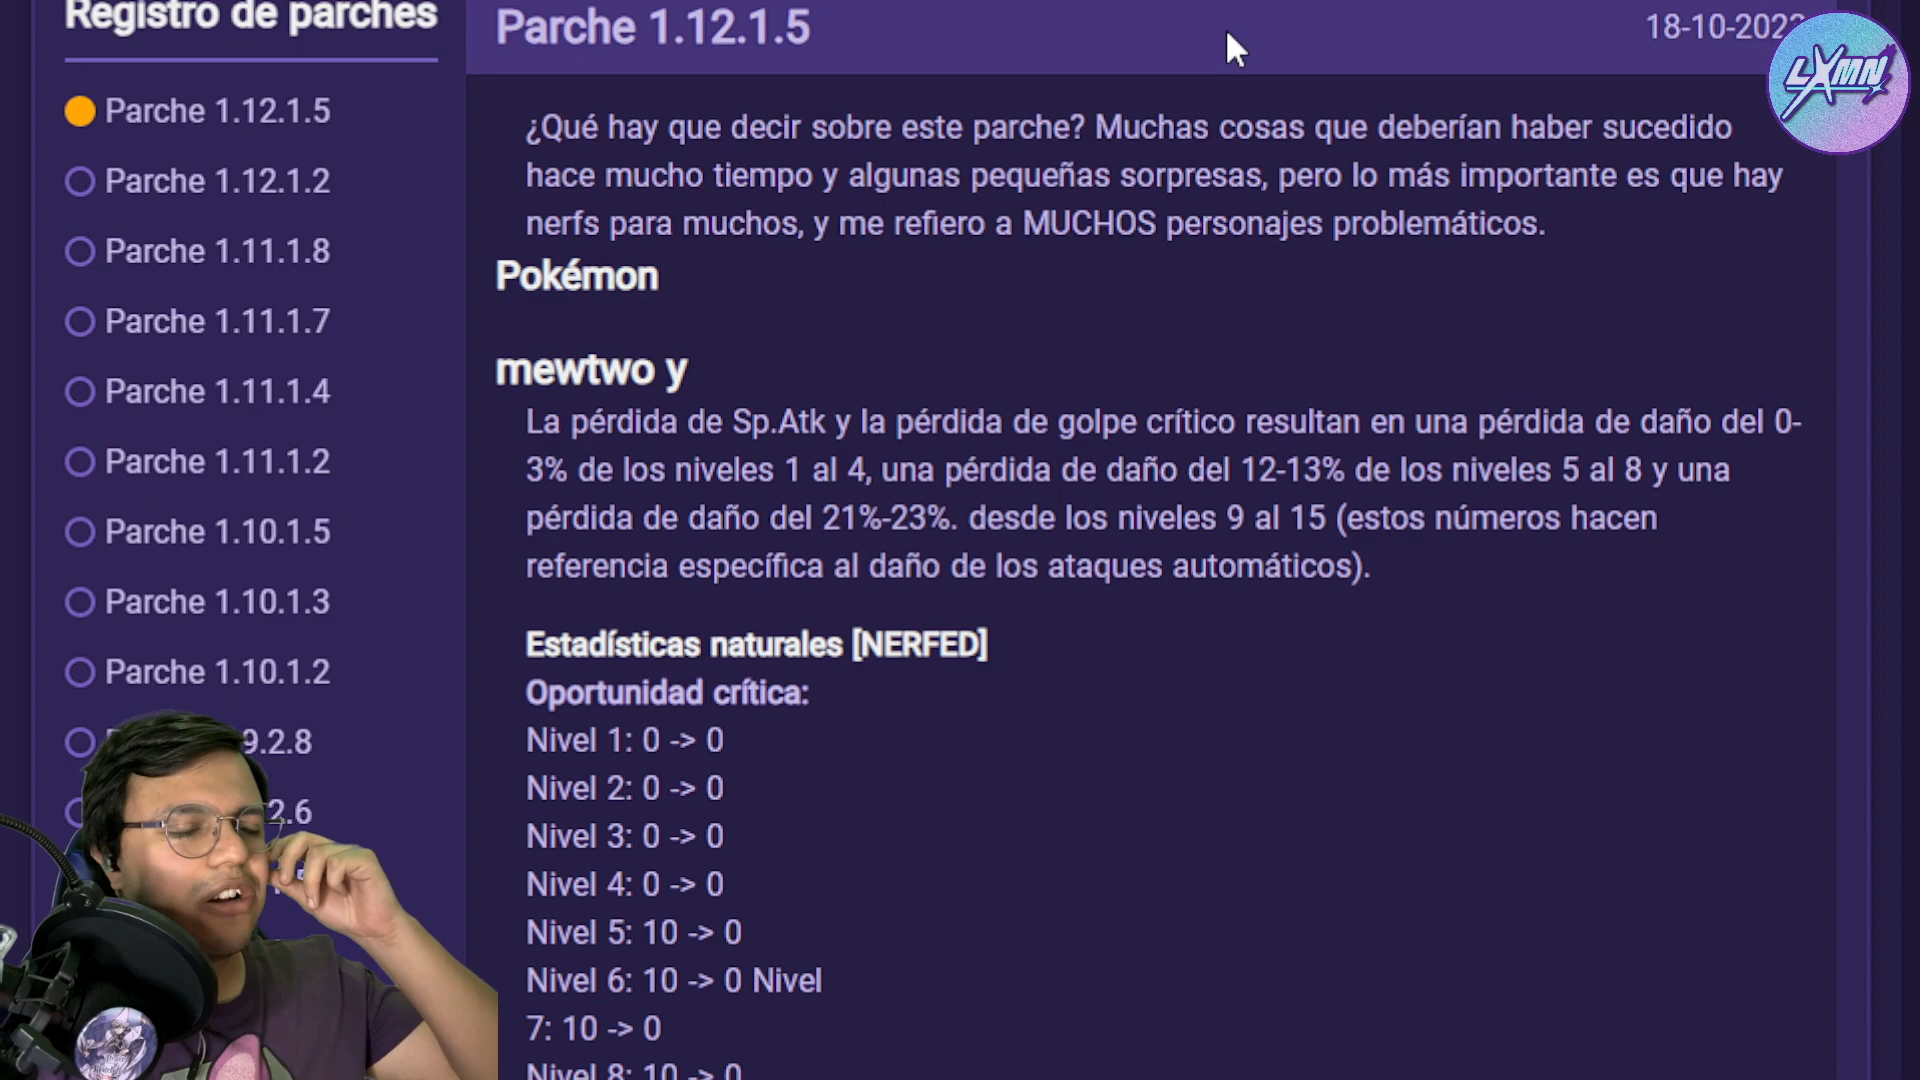 Registro de parches
Parche 1.12.1.5
Parche 1.12.1.2
Parche 1.11.1.8
Parche 1.11.1.7
Parche 1.11.1.4
Parche 1.11.1.2
Parche 1.10.1.5
Parche 1.10.1.3
Parche 1.10.1.2
9.2.8
2.6
Parche 1.12.1.5
LXMN
¿Qué hay que decir sobre este parche? Muchas cosas que deberían haber sucedido
hace mucho tiempo y algunas pequeñas sorpresas, pero lo más importante es que hay
nerfs para muchos, y me refiero a MUCHOS personajes problemáticos.
Pokémon
mewtwo y
La pérdida de Sp.Atk y la pérdida de golpe crítico resultan en una pérdida de daño del 0-
3% de los niveles 1 al 4, una pérdida de daño del 12-13% de los niveles 5 al 8 y una
pérdida de daño del 21%-23%. desde los niveles 9 al 15 (estos números hacen
referencia específica al daño de los ataques automáticos).
Estadísticas naturales [NERFED]
Oportunidad crítica:
Nivel 1: 0 -> 0
Nivel 2: 0 -> 0
Nivel 3: 0 -> 0
Nivel 4: 0 -> 0
Nivel 5: 10 -> 0
Nivel 6: 10 -> 0 Nivel
7: 10 -> 0
Nivel 8: 10 -> 0